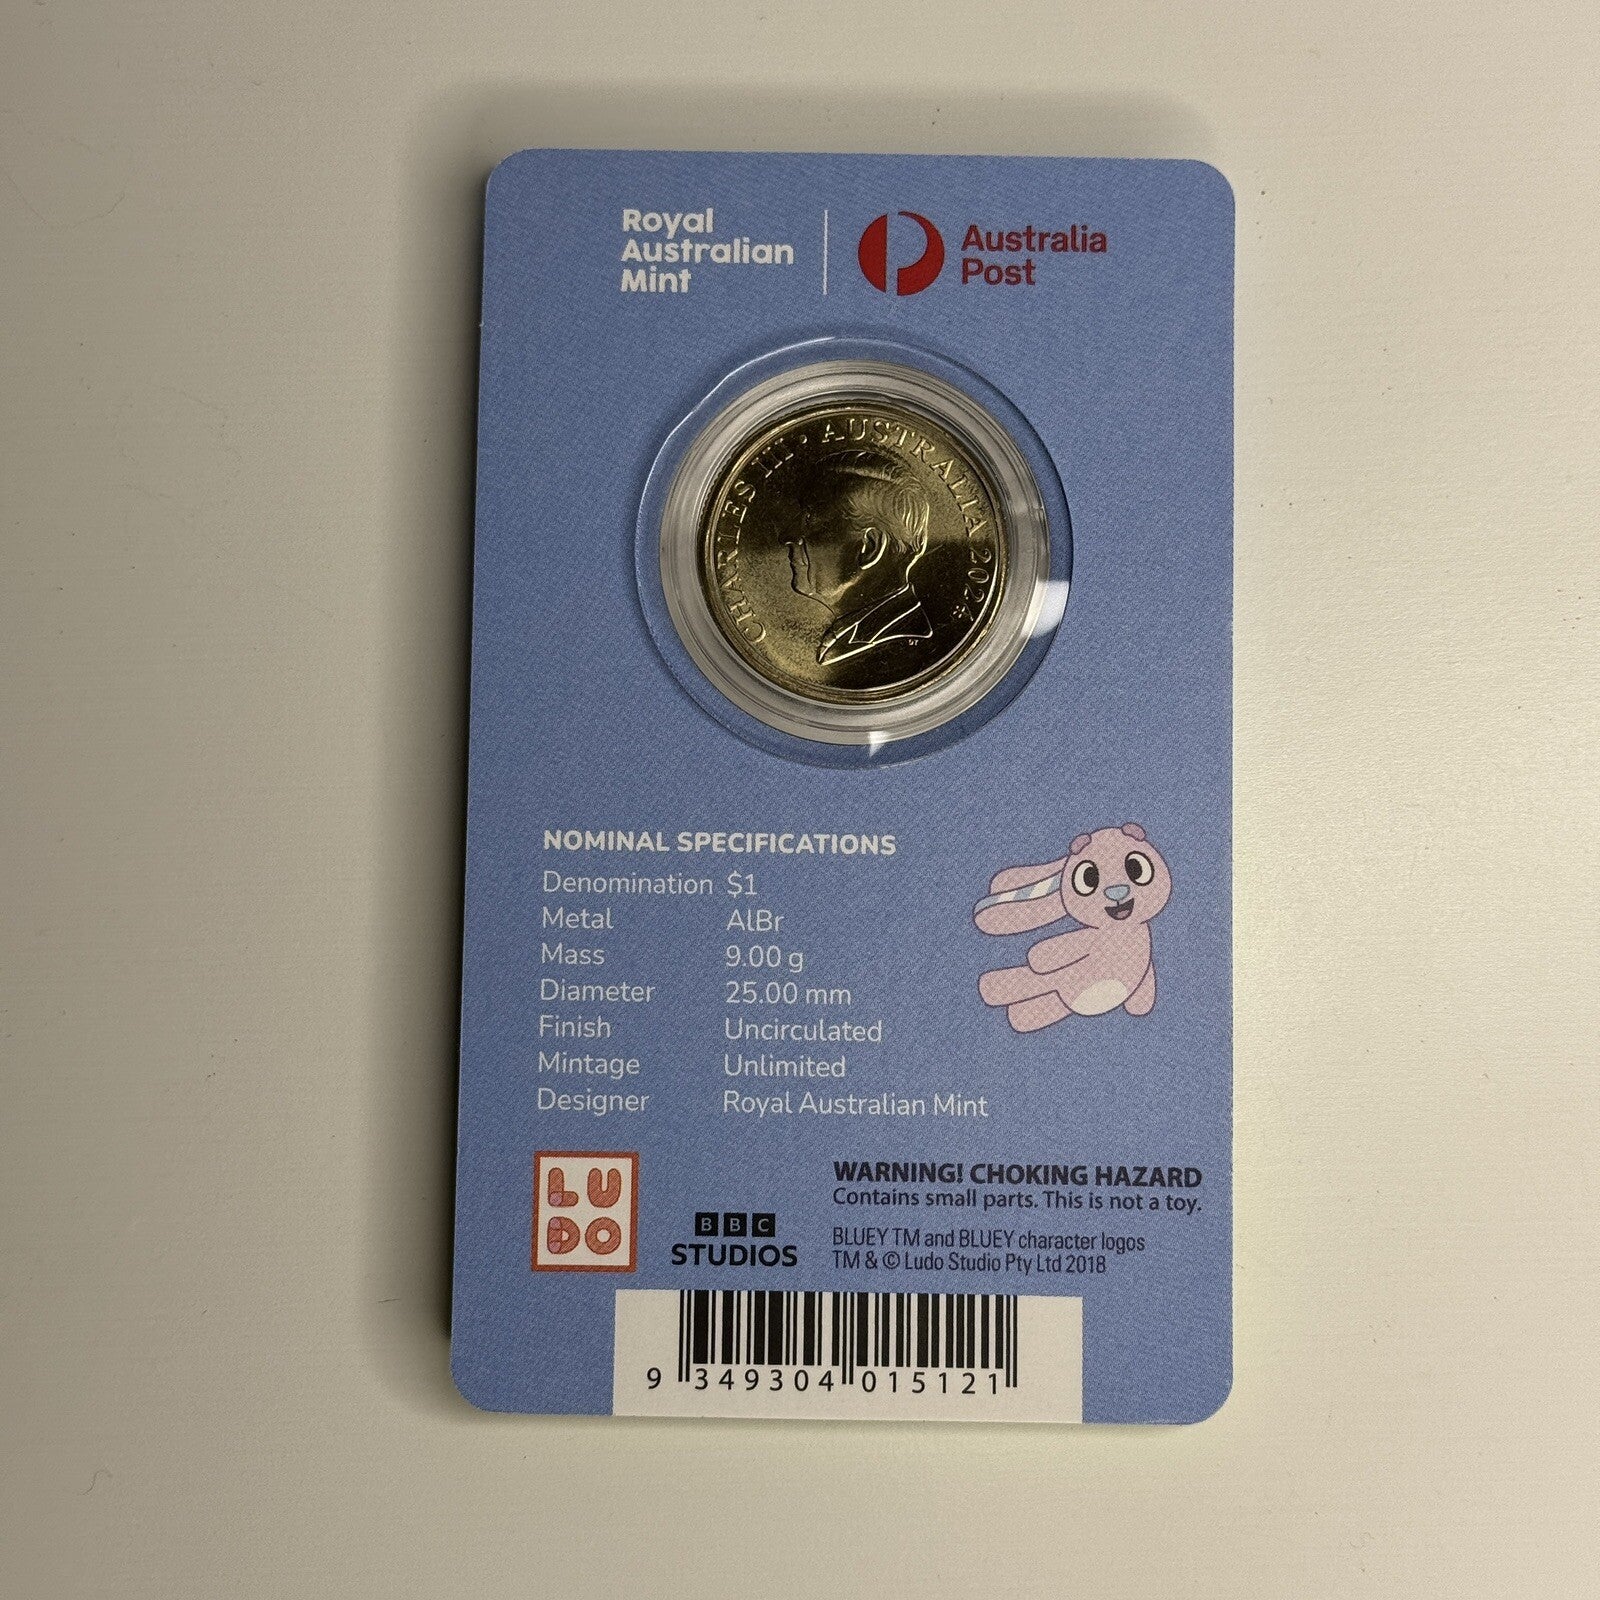 Royal
Australian
Mint
Australia
Post
CHARLES III • AUSTRALIA 2024
NOMINAL SPECIFICATIONS
Denomination $1
Metal AlBr
Mass 9.00 g
Diameter 25.00 mm
Finish Uncirculated
Mintage Unlimited
Designer Royal Australian Mint
LU
DO
BBC
STUDIOS
WARNING! CHOKING HAZARD
Contains small parts. This is not a toy.
BLUEY TM and BLUEY character logos
TM & © Ludo Studio Pty Ltd 2018
9 349304 015121